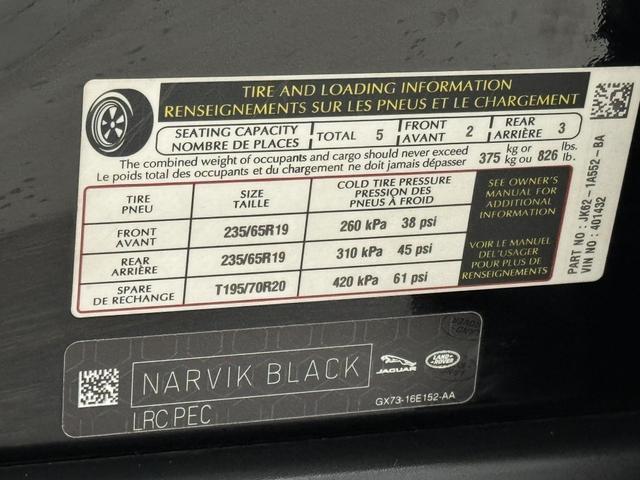 TIRE AND LOADING INFORMATION
RENSEIGNEMENTS SUR LES PNEUS ET LE CHARGEMENT
SEATING CAPACITY
NOMBRE DE PLACES
TOTAL 5
FRONT
AVANT 2
REAR
ARRIÈRE 3
The combined weight of occupants and cargo should never exceed 375 kg or 826 lbs.
Le poids total des occupants et du chargement ne doit jamais dépasser kg ou lb.
TIRE
PNEU
SIZE
TAILLE
COLD TIRE PRESSURE
PRESSION DES
PNEUS À FROID
FRONT
AVANT
235/65R19
260 kPa 38 psi
REAR
ARRIÈRE
235/65R19
310 kPa 45 psi
SPARE
DE RECHANGE
T195/70R20
420 kPa 61 psi
SEE OWNER'S
MANUAL FOR
ADDITIONAL
INFORMATION
VOIR LE MANUEL
DEL'USAGER
POUR PLUS DE
RENSEIGNEMENTS
PART NO : JK62-1A552-BA
VIN NO : 401432
NARVIK BLACK
LRC PEC
JAGUAR
LAND ROVER
GX73-16E152-AA